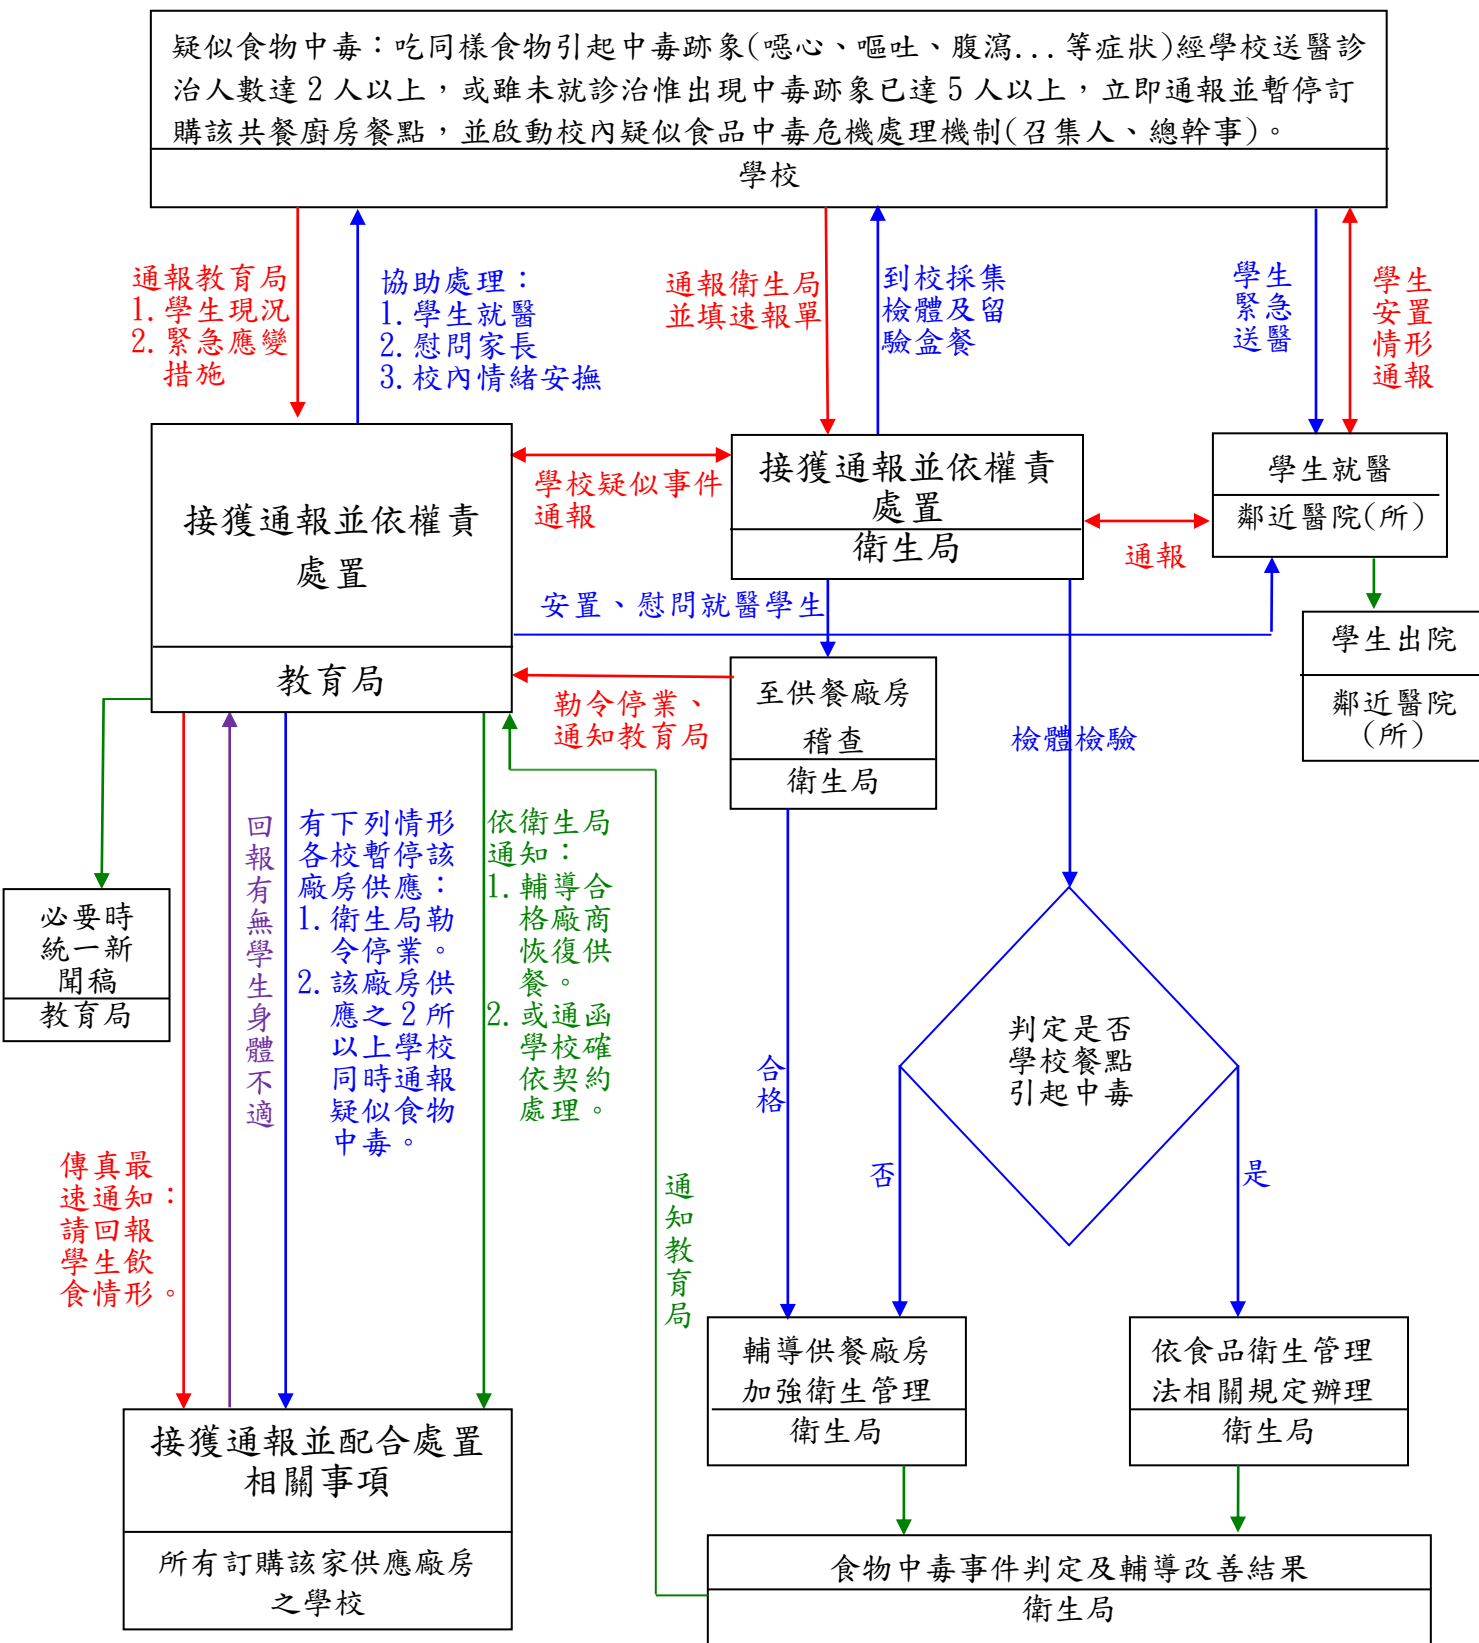 疑似食物中毒：吃同樣食物引起中毒跡象(噁心、嘔吐、腹瀉...等症狀)經學校送醫診
治人數達2人以上，或雖未就診治惟出現中毒跡象已達5人以上，立即通報並暫停訂
購該共餐廚房餐點，並啟動校內疑似食品中毒危機處理機制(召集人、總幹事)。
學校
通報教育局
1.學生現況
2.緊急應變
措施
協助處理：
1.學生就醫
2.慰問家長
3.校內情緒安撫
通報衛生局
並填速報單
到校採集
檢體及留
驗盒餐
學生
緊急
送醫
學生
安置
情形
通報
接獲通報並依權責
處置
教育局
學校疑似事件
通報
接獲通報並依權責
處置
衛生局
通報
學生就醫
鄰近醫院(所)
安置、慰問就醫學生
學生出院
鄰近醫院
(所)
勒令停業、
通知教育局
至供餐廠房
稽查
衛生局
檢體檢驗
必要時
統一新
聞稿
教育局
傳真最
速通知：
請回報
學生飲
食情形。
回報有無學生身體不適
有下列情形
各校暫停該
廠房供應：
1.衛生局勒
令停業。
2.該廠房供
應之2所
以上學校
同時通報
疑似食物
中毒。
依衛生局
通知：
1.輔導合
格廠商
恢復供
餐。
2.或通函
學校確
依契約
處理。
通知教育局
合格
判定是否
學校餐點
引起中毒
否
是
輔導供餐廠房
加強衛生管理
衛生局
依食品衛生管理
法相關規定辦理
衛生局
接獲通報並配合處置
相關事項
所有訂購該家供應廠房
之學校
食物中毒事件判定及輔導改善結果
衛生局